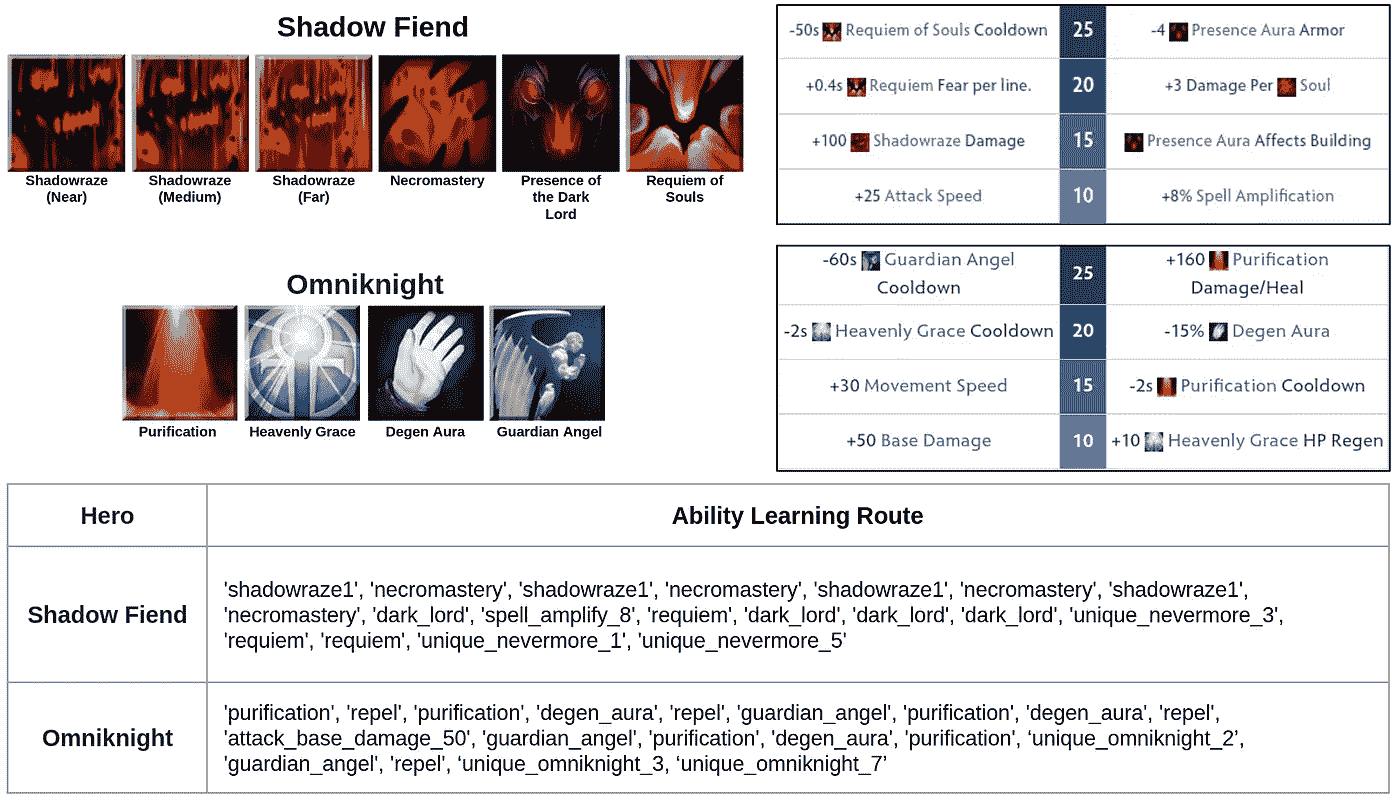 Shadow Fiend
Shadowraze
(Near)
Shadowraze
(Medium)
Shadowraze
(Far)
Necromastery
Presence of
the Dark
Lord
Requiem of
Souls
-50s Requiem of Souls Cooldown 25 -4 Presence Aura Armor
+0.4s Requiem Fear per line. 20 +3 Damage Per Soul
+100 Shadowraze Damage 15 Presence Aura Affects Building
+25 Attack Speed 10 +8% Spell Amplification
Omniknight
Purification
Heavenly Grace
Degen Aura
Guardian Angel
-60s Guardian Angel
Cooldown
25
+160 Purification
Damage/Heal
-2s Heavenly Grace Cooldown 20 -15% Degen Aura
+30 Movement Speed 15 -2s Purification Cooldown
+50 Base Damage 10 +10 Heavenly Grace HP Regen
Hero Ability Learning Route
Shadow Fiend
'shadowraze1', 'necromastery', 'shadowraze1', 'necromastery', 'shadowraze1', 'necromastery', 'shadowraze1',
'necromastery', 'dark_lord', 'spell_amplify_8', 'requiem', 'dark_lord', 'dark_lord', 'dark_lord', 'unique_nevermore_3',
'requiem', 'requiem', 'unique_nevermore_1', 'unique_nevermore_5'
Omniknight
'purification', 'repel', 'purification', 'degen_aura', 'repel', 'guardian_angel', 'purification', 'degen_aura', 'repel',
'attack_base_damage_50', 'guardian_angel', 'purification', 'degen_aura', 'purification', ‘unique_omniknight_2’,
'guardian_angel', 'repel', ‘unique_omniknight_3, ‘unique_omniknight_7’